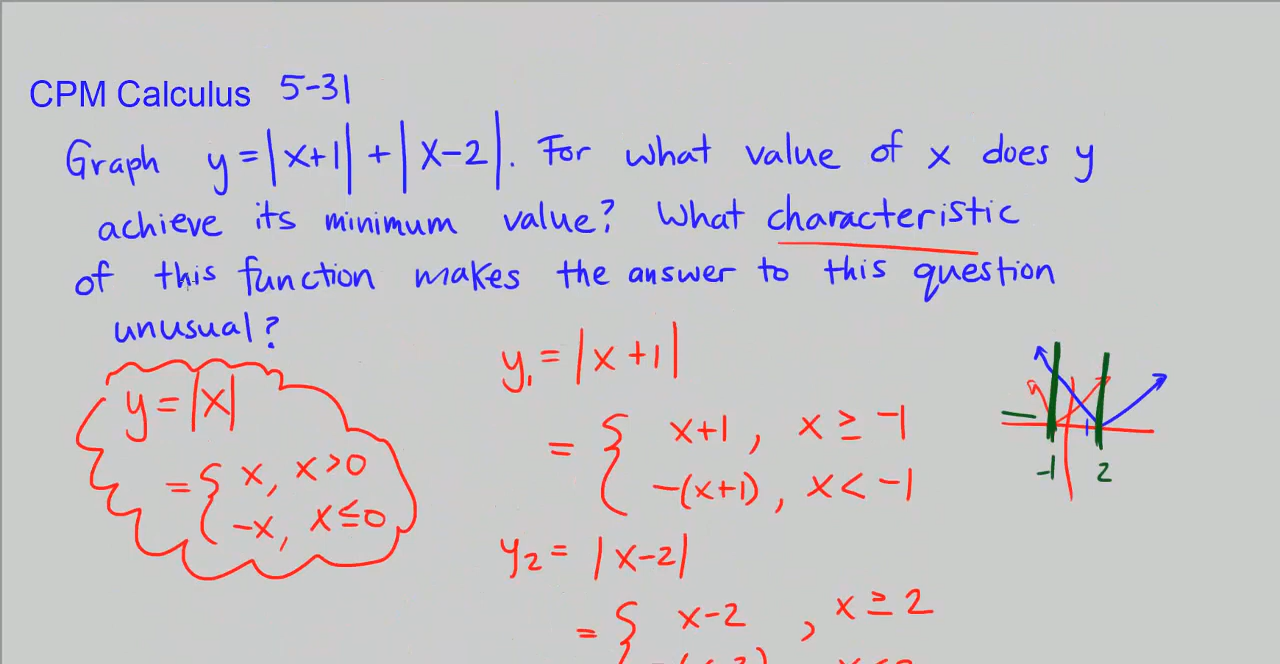 CPM Calculus 5-31
Graph y = |x+1| + |x-2|. For what value of x does y
achieve its minimum value? What characteristic
of this function makes the answer to this question
unusual?
y = |x|
= { x, x>0
-x, x≤0
y₁ = |x+1|
= { x+1, x ≥ -1
-(x+1), x < -1
y₂ = |x-2|
= { x-2, x ≥ 2
-1 2